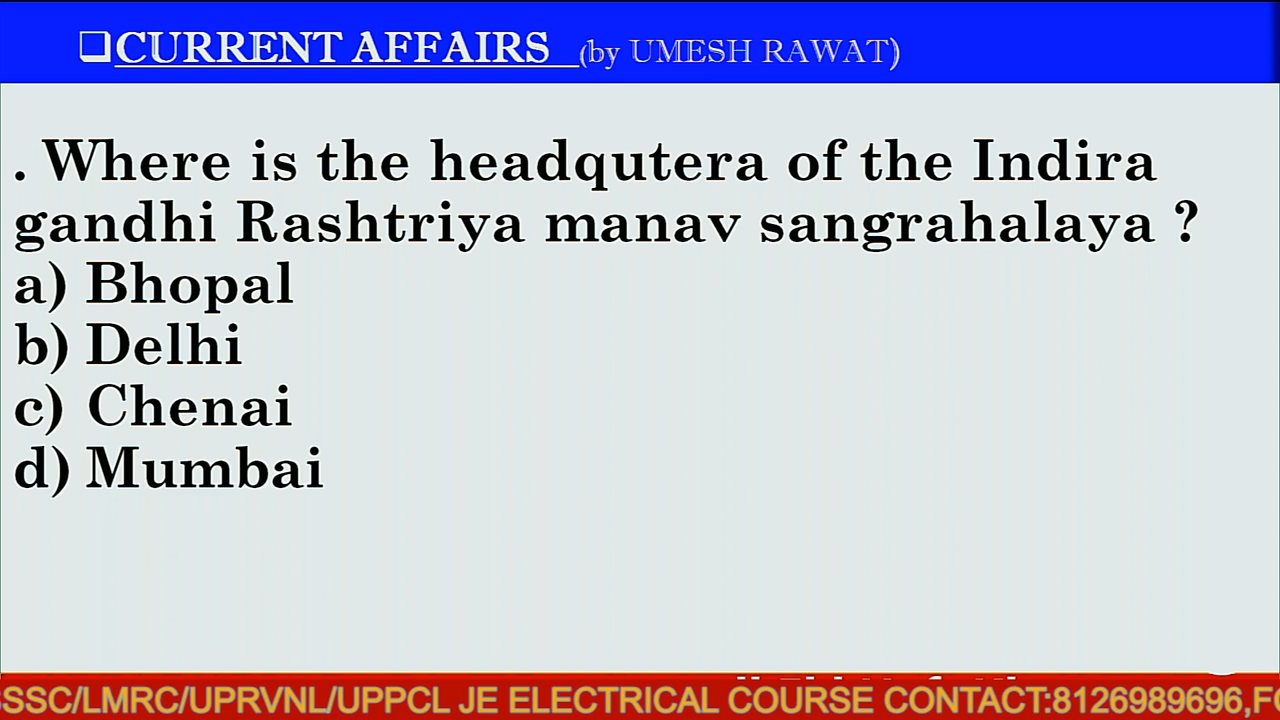 ❑CURRENT AFFAIRS (by UMESH RAWAT)
. Where is the headqutera of the Indira
gandhi Rashtriya manav sangrahalaya ?
a) Bhopal
b) Delhi
c) Chenai
d) Mumbai
SSC/LMRC/UPRVNL/UPPCL JE ELECTRICAL COURSE CONTACT:8126989696,FO